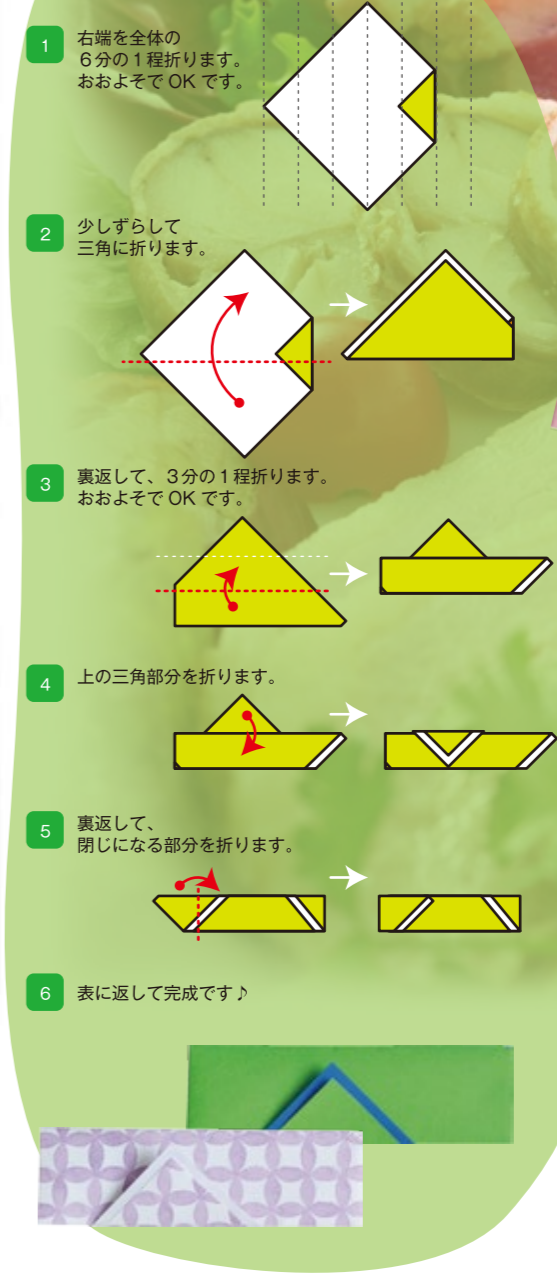 1
右端を全体の
６分の１程折ります。
おおよそで OK です。
2
少しずらして
三角に折ります。
3
裏返して、３分の１程折ります。
おおよそで OK です。
4
上の三角部分を折ります。
5
裏返して、
閉じになる部分を折ります。
6
表に返して完成です♪